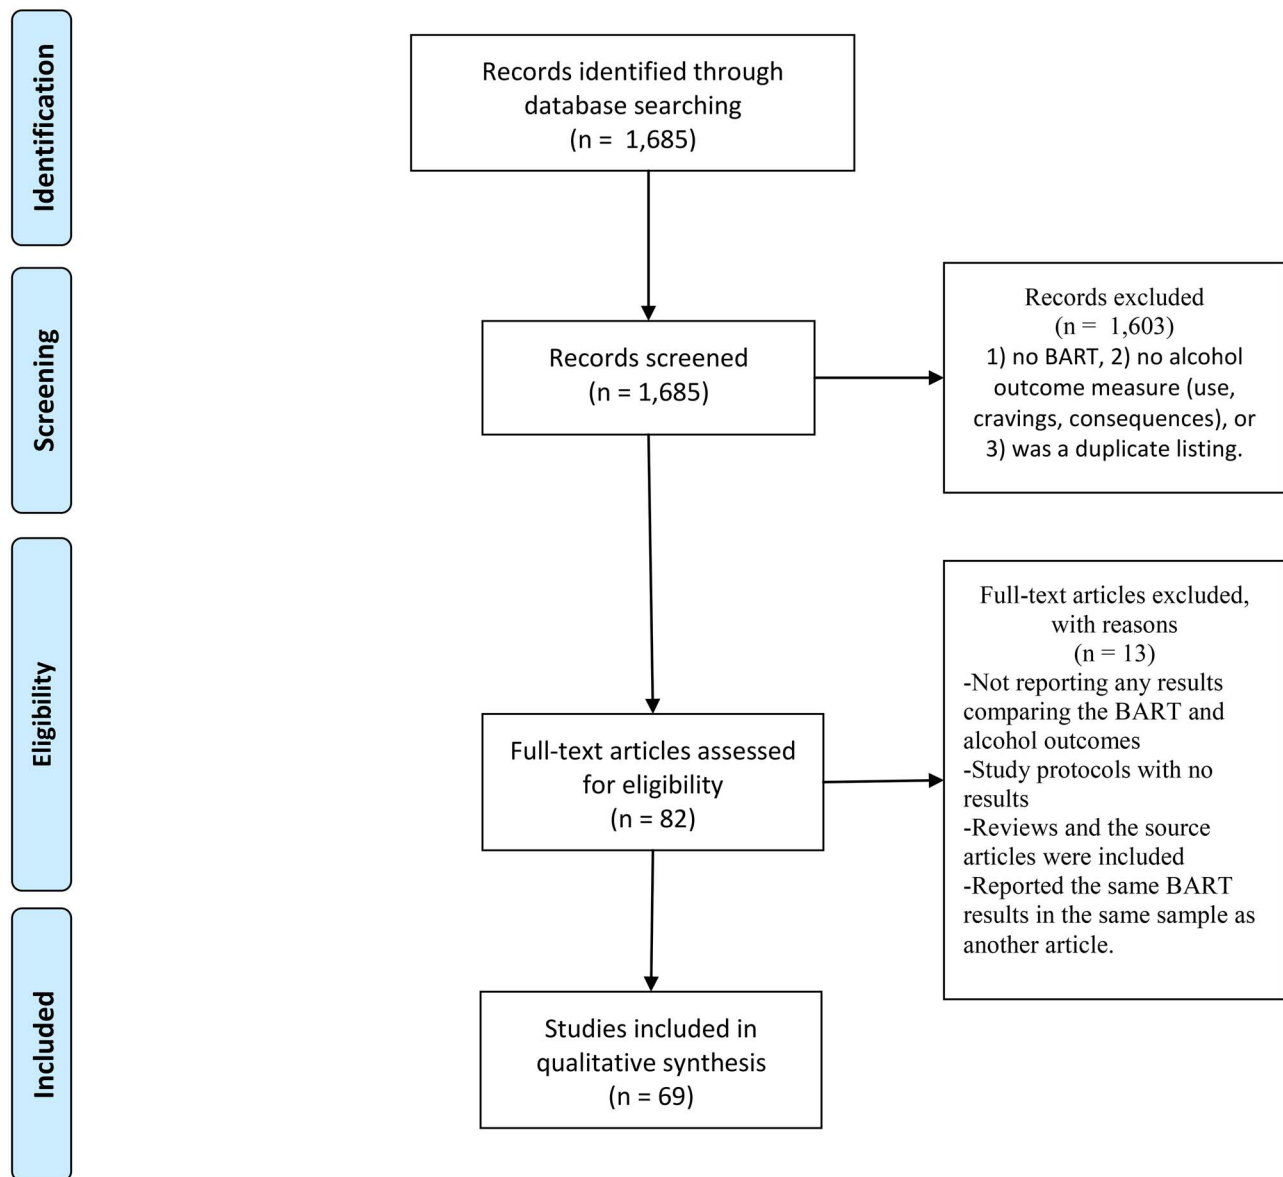 Identification
Records identified through
database searching
(n =  1,685)
Screening
Records screened
(n = 1,685)
Records excluded
(n =  1,603)
1) no BART, 2) no alcohol
outcome measure (use,
cravings, consequences), or
3) was a duplicate listing.
Eligibility
Full-text articles assessed
for eligibility
(n = 82)
Full-text articles excluded,
with reasons
(n = 13)
-Not reporting any results
comparing the BART and
alcohol outcomes
-Study protocols with no
results
-Reviews and the source
articles were included
-Reported the same BART
results in the same sample as
another article.
Included
Studies included in
qualitative synthesis
(n = 69)